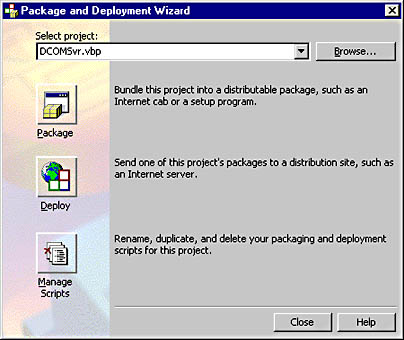 Package and Deployment Wizard
Select project:
DCOMSvr.vbp
Browse...
Bundle this project into a distributable package, such as an
Internet cab or a setup program.
Package
Send one of this project's packages to a distribution site, such as
an Internet server.
Deploy
Rename, duplicate, and delete your packaging and deployment
scripts for this project.
Manage
Scripts
Close
Help